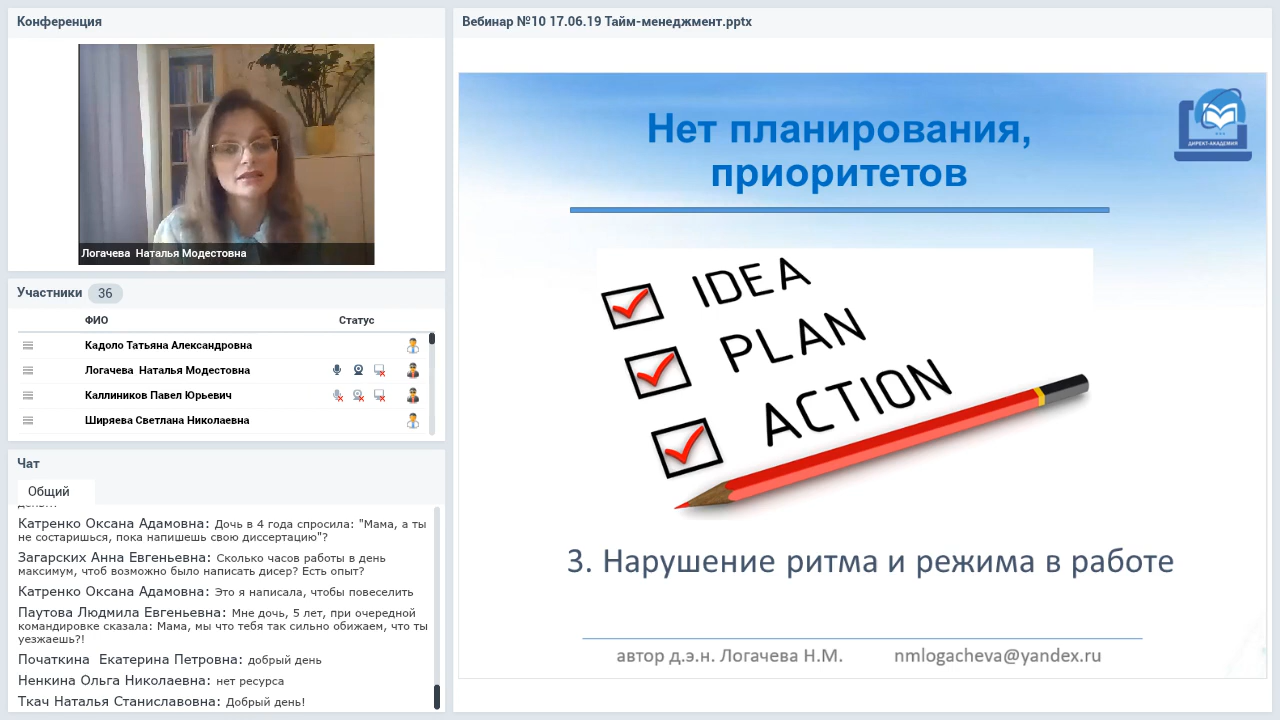 Конференция
Логачева  Наталья Модестовна
Участники 36
ФИО Статус
Кадоло Татьяна Александровна
Логачева  Наталья Модестовна
Каллиников Павел Юрьевич
Ширяева Светлана Николаевна
Чат
Общий
Катренко Оксана Адамовна: Дочь в 4 года спросила: "Мама, а ты
не состаришься, пока напишешь свою диссертацию"?
Загарских Анна Евгеньевна: Сколько часов работы в день
максимум, чтоб возможно было написать дисер? Есть опыт?
Катренко Оксана Адамовна: Это я написала, чтобы повеселить
Паутова Людмила Евгеньевна: Мне дочь, 5 лет, при очередной
командировке сказала: Мама, мы что тебя так сильно обижаем, что ты
уезжаешь?!
Початкина  Екатерина Петровна: добрый день
Ненкина Ольга Николаевна: нет ресурса
Ткач Наталья Станиславовна: Добрый день!
Вебинар №10 17.06.19 Тайм-менеджмент.pptx
ДИРЕКТ-АКАДЕМИЯ
Нет планирования,
приоритетов
IDEA
PLAN
ACTION
3. Нарушение ритма и режима в работе
автор д.э.н. Логачева Н.М. nmlogacheva@yandex.ru